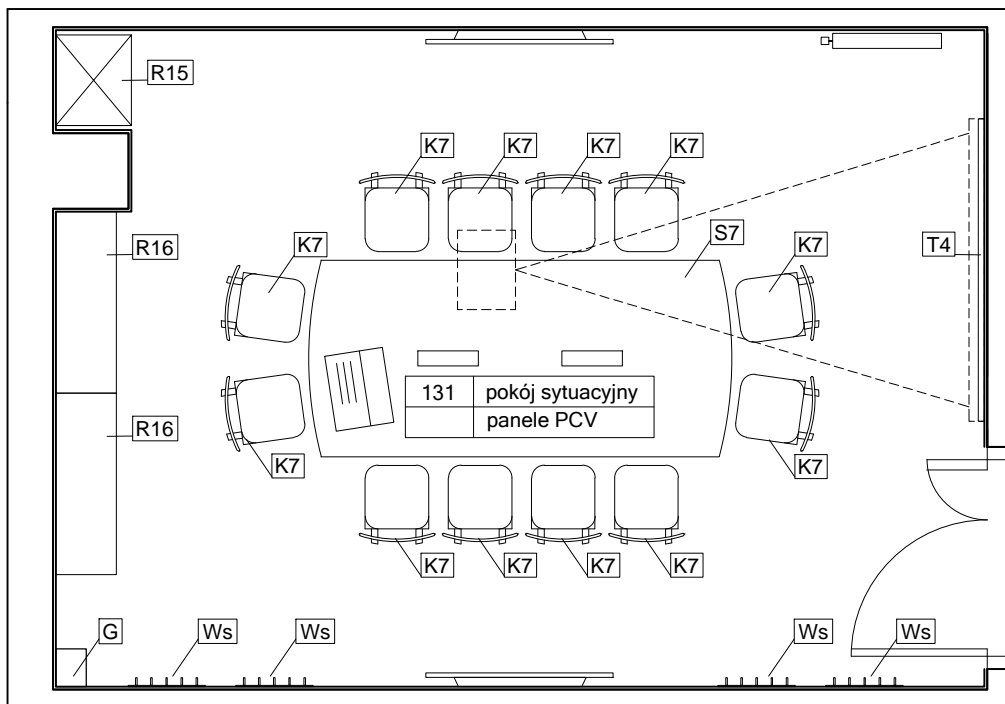 R15
K7 K7 K7 K7
S7
R16 K7 K7 T4
131 pokój sytuacyjny
panele PCV
R16
K7 K7
K7 K7 K7 K7
G Ws Ws Ws Ws